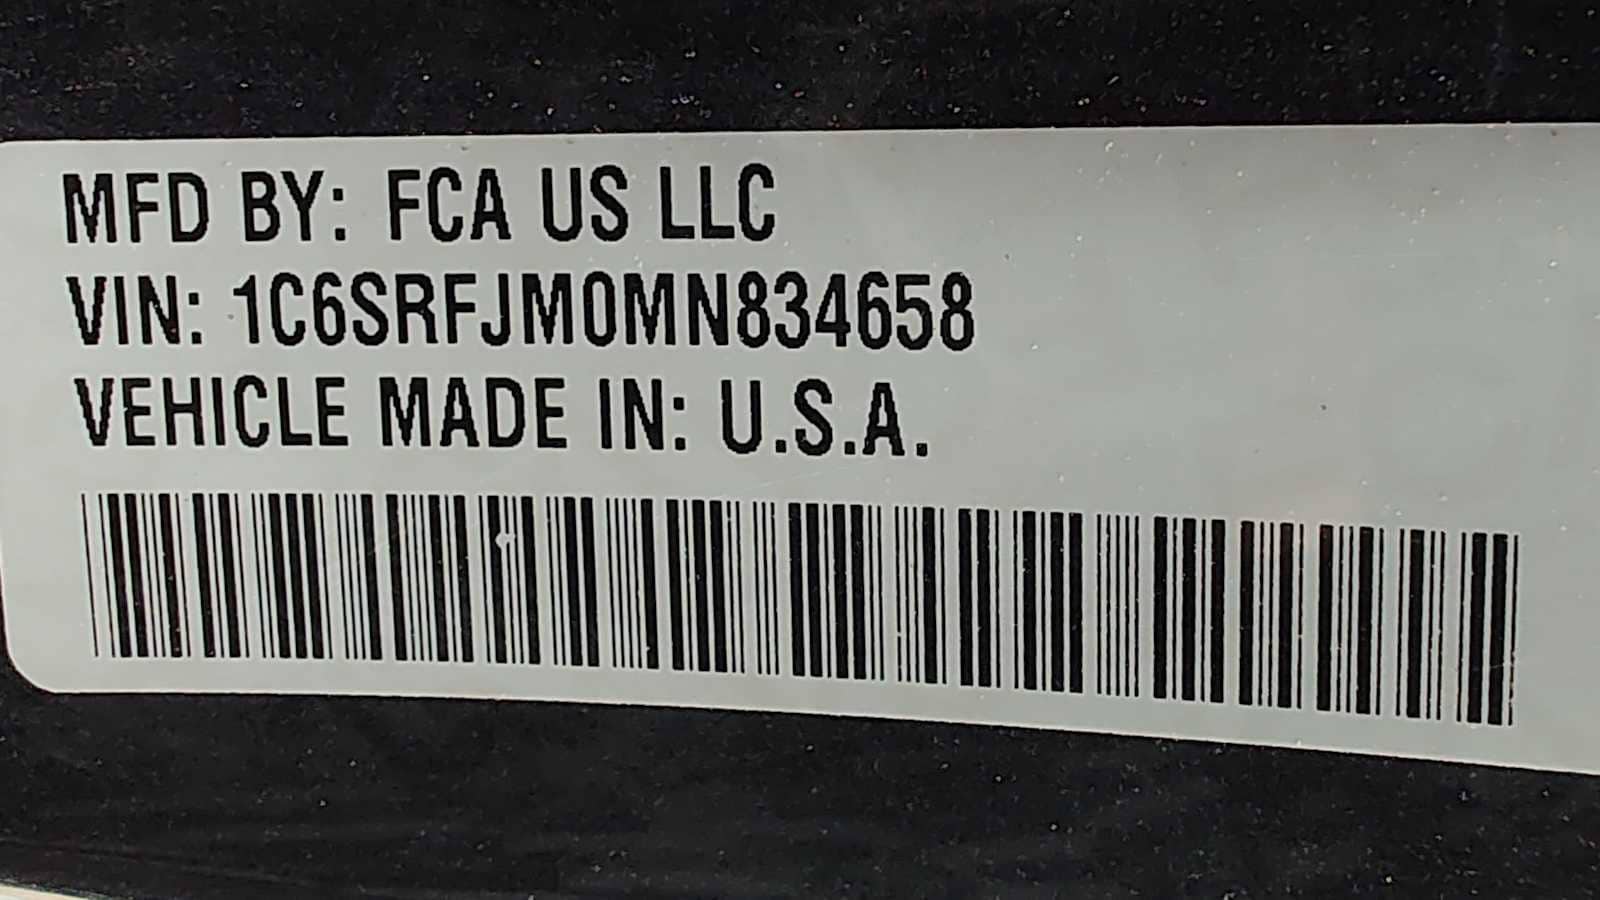 MFD BY: FCA US LLC
VIN: 1C6SRFJM0MN834658
VEHICLE MADE IN: U.S.A.